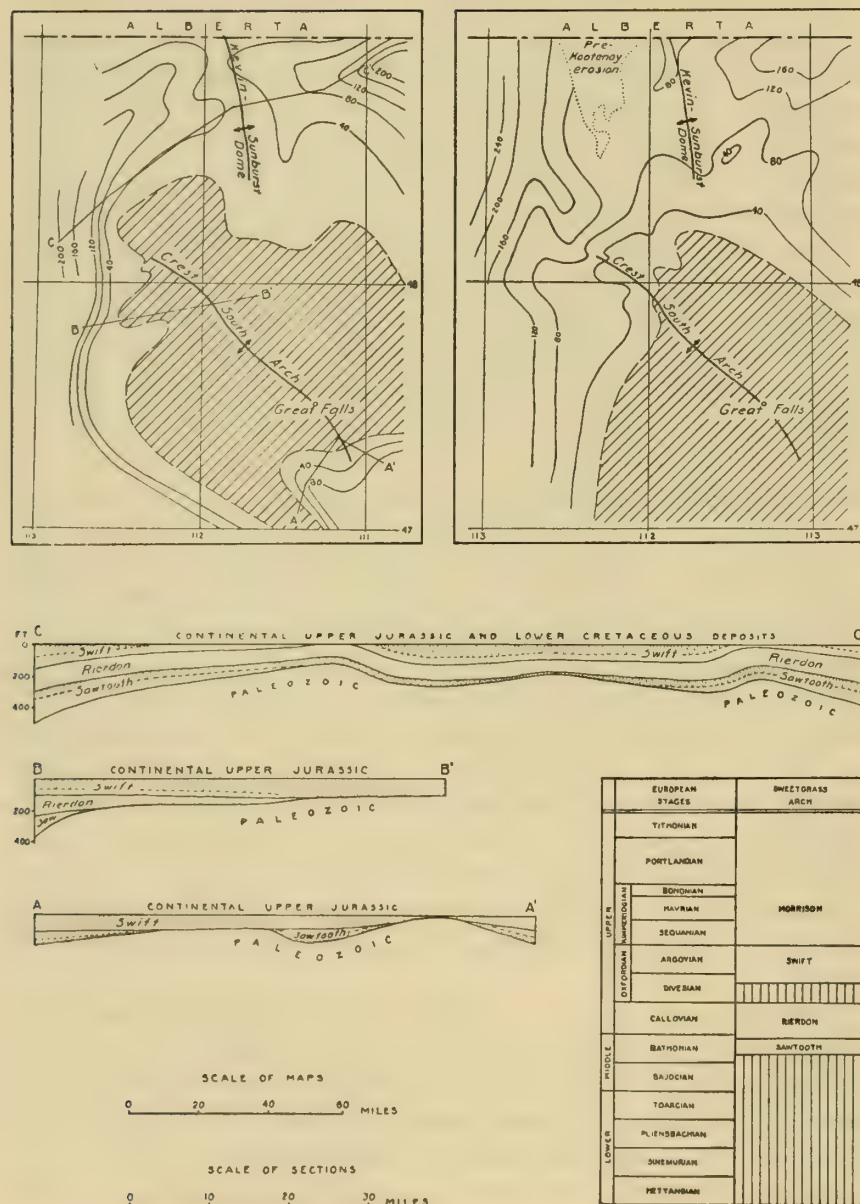 A L B E R T A
Kevin-
Sunburst
Dome
200
120
80
40
C
200
160
120
40
Crest
B
B'
48
South
Arch
Great Falls
40
80
A'
A
113
112
111
47
A L B E R T A
Pre-
Kootenay
erosion
80
160
120
Kevin-
Sunburst
Dome
240
200
160
80
40
Crest
48
120
80
South
Arch
Great Falls
113
112
113
47
FT
C
CONTINENTAL UPPER JURASSIC AND LOWER CRETACEOUS DEPOSITS
0
Swift
Swift
Rierdon
Rierdon
200
Sawtooth
Sawtooth
PALEOZOIC
PALEOZOIC
400
B
CONTINENTAL UPPER JURASSIC
B'
Swift
Rierdon
200
Saw
PALEOZOIC
400
A
CONTINENTAL UPPER JURASSIC
A'
Swift
Sawtooth
PALEOZOIC
SCALE OF MAPS
0 20 40 60 MILES
SCALE OF SECTIONS
0 10 20 30 MILES
EUROPEAN
STAGES
SWEETGRASS
ARCH
UPPER
TITHONIAN
PORTLANDIAN
KIMMERIDGIAN
BONONIAN
HAVRIAN
MORRISON
SEQUANIAN
OXFORDIAN
ARGOVIAN
SWIFT
DIVESIAN
CALLOVIAN
RIERDON
MIDDLE
BATHONIAN
SAWTOOTH
BAJOCIAN
LOWER
TOARCIAN
PLIENSBACHIAN
SINEMURIAN
HETTANGIAN